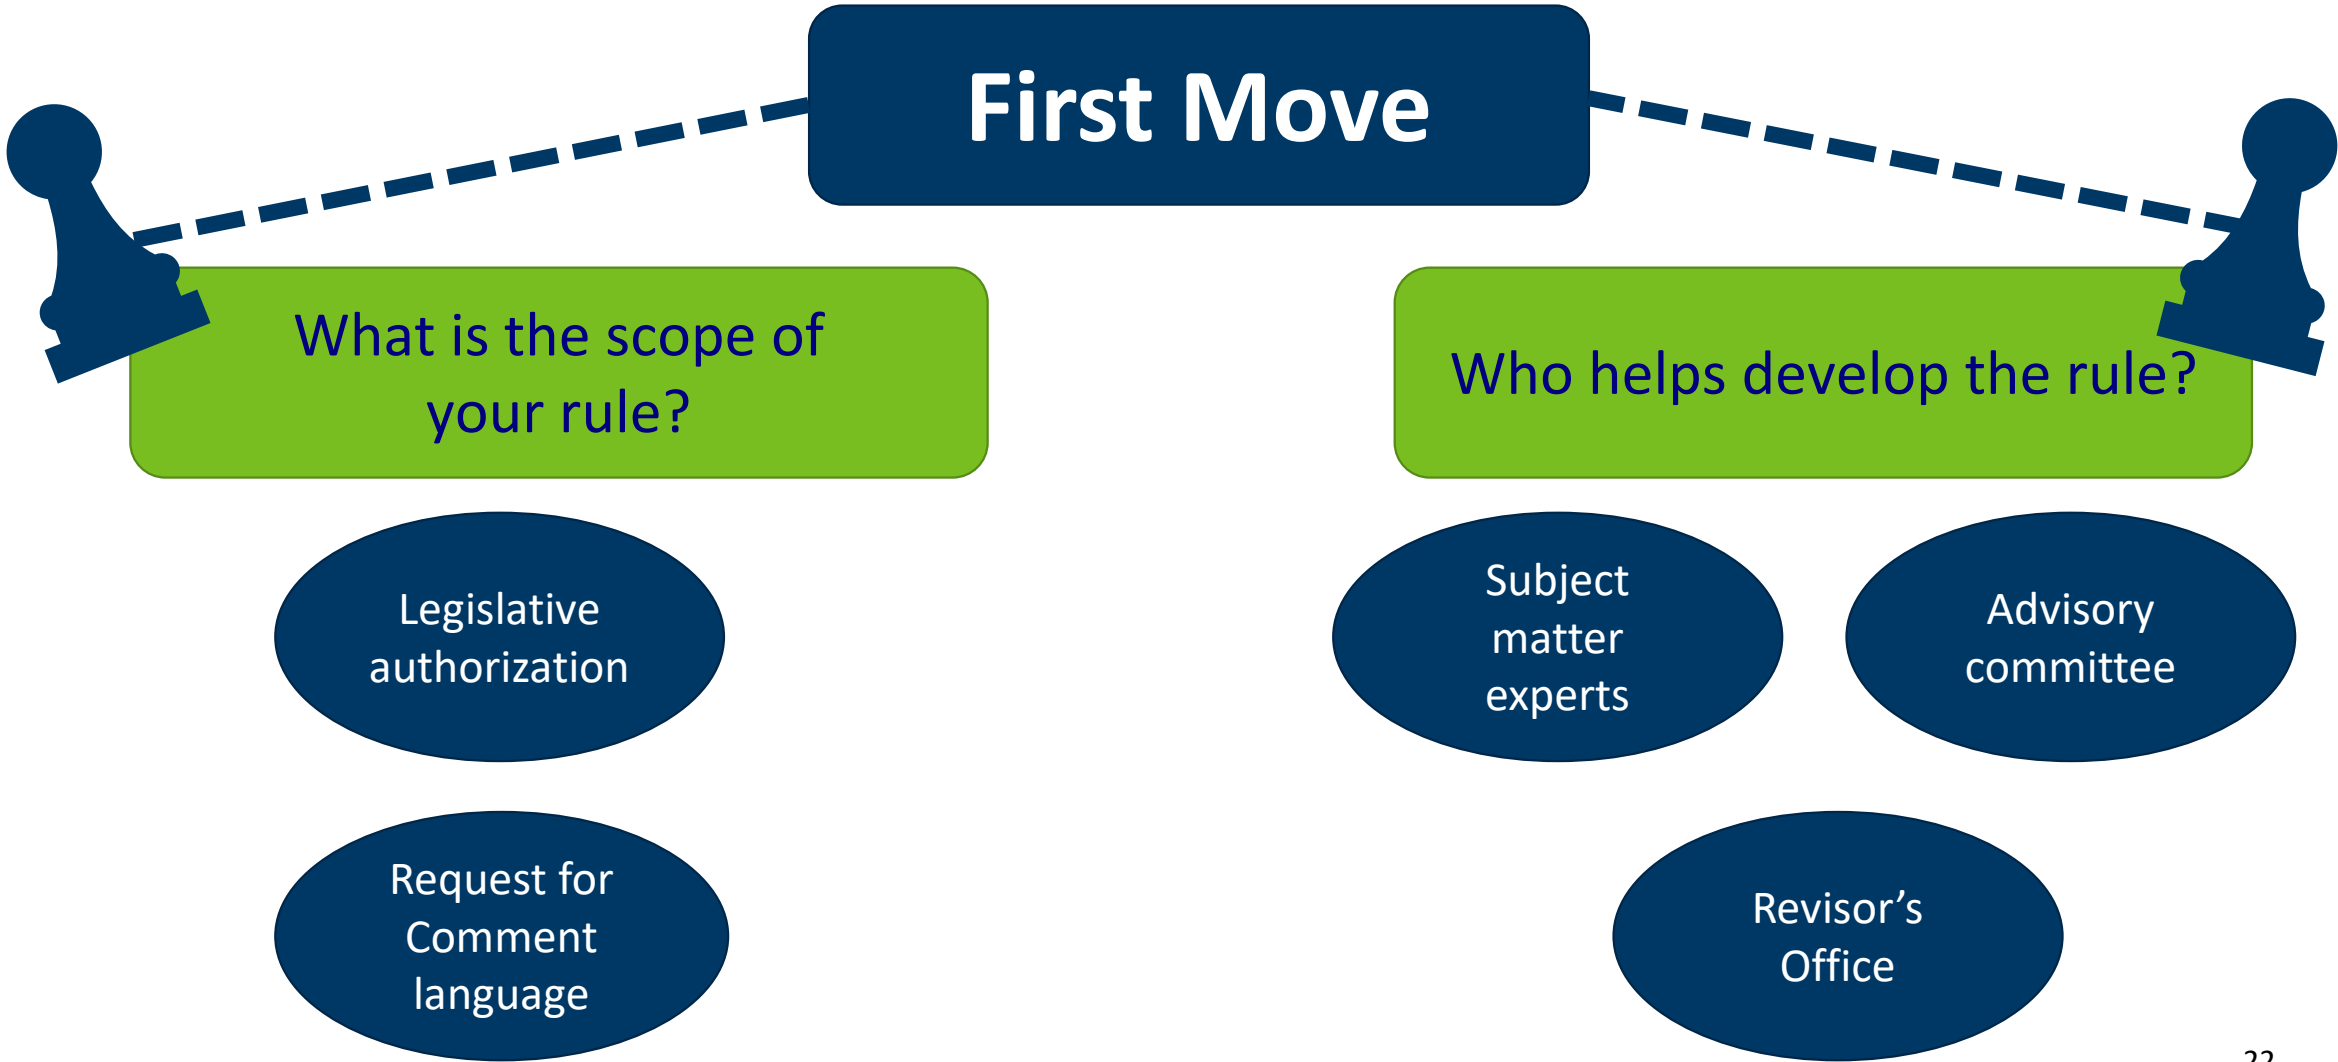 First Move
What is the scope of
your rule?
Legislative
authorization
Request for
Comment
language
Who helps develop the rule?
Subject
matter
experts
Advisory
committee
Revisor’s
Office
22